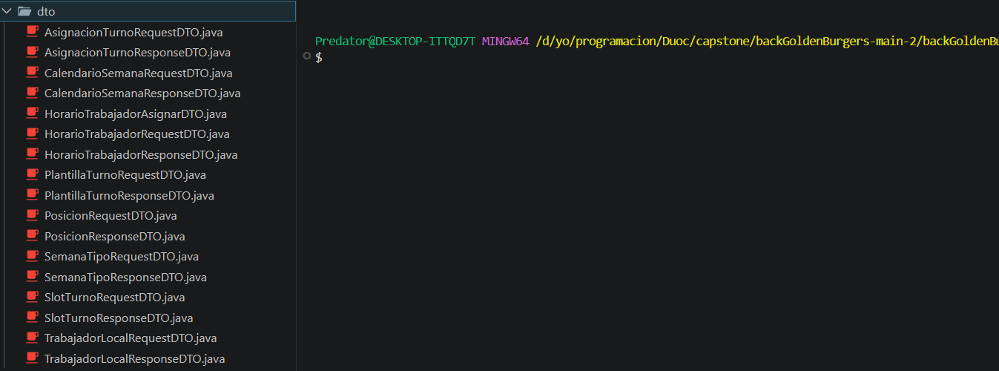 dto
AsignacionTurnoRequestDTO.java
AsignacionTurnoResponseDTO.java
CalendarioSemanaRequestDTO.java
CalendarioSemanaResponseDTO.java
HorarioTrabajadorAsignarDTO.java
HorarioTrabajadorRequestDTO.java
HorarioTrabajadorResponseDTO.java
PlantillaTurnoRequestDTO.java
PlantillaTurnoResponseDTO.java
PosicionRequestDTO.java
PosicionResponseDTO.java
SemanaTipoRequestDTO.java
SemanaTipoResponseDTO.java
SlotTurnoRequestDTO.java
SlotTurnoResponseDTO.java
TrabajadorLocalRequestDTO.java
TrabajadorLocalResponseDTO.java
Predator@DESKTOP-ITTQD7T MINGW64 /d/yo/programacion/Duoc/capstone/backGoldenBurgers-main-2/backGoldenBu
$